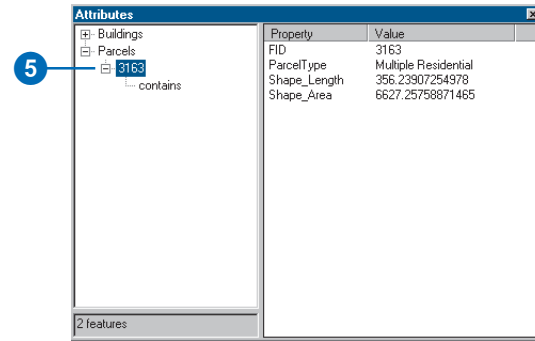 Attributes
Buildings
Parcels
5
3163
contains
2 features
Property Value
FID 3163
ParcelType Multiple Residential
Shape_Length 356.23907254978
Shape_Area 6627.25758871465